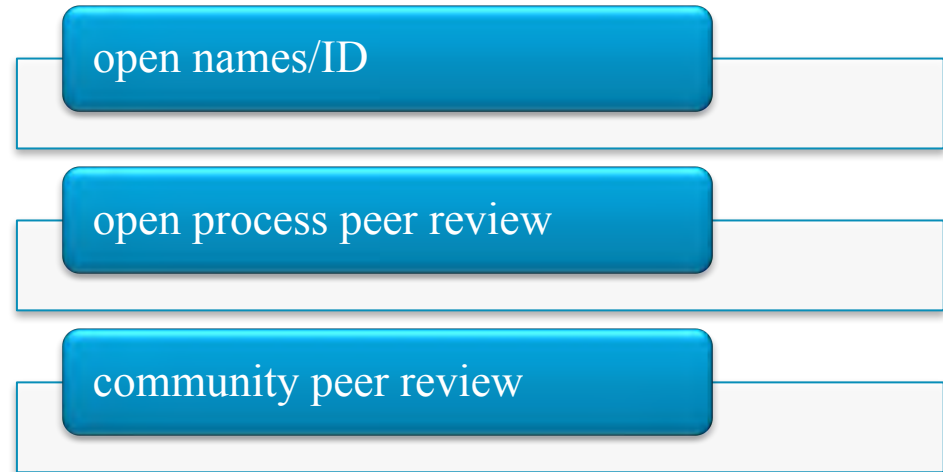 open names/ID
open process peer review
community peer review